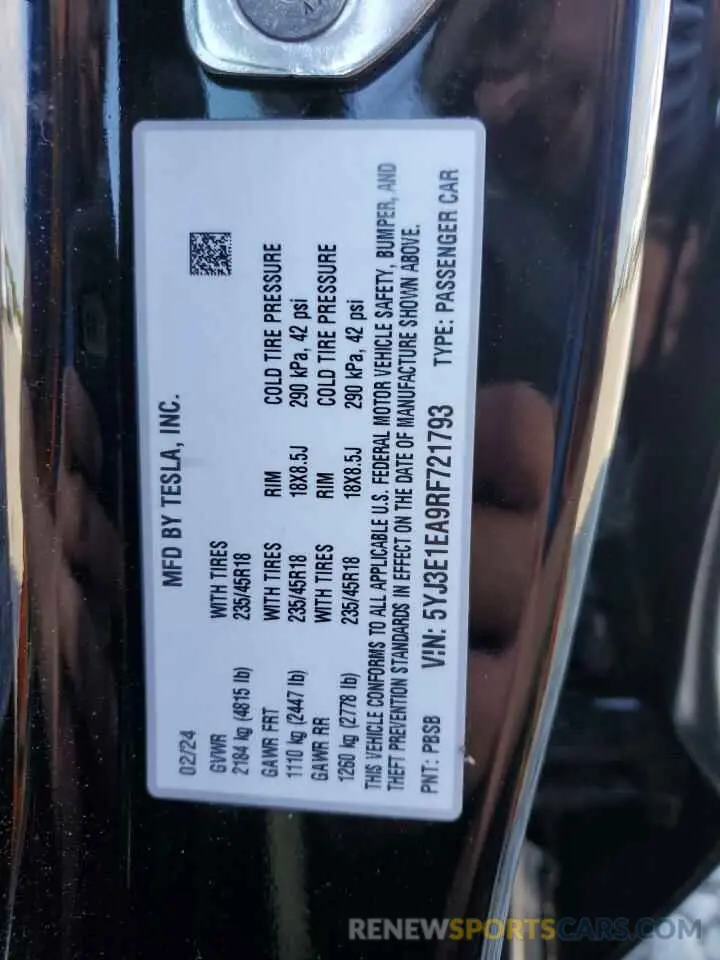 MFD BY TESLA, INC.
02/24
GVWR WITH TIRES RIM COLD TIRE PRESSURE
2184 kg (4815 lb) 235/45R18
GAWR FRT WITH TIRES RIM COLD TIRE PRESSURE
1110 kg (2447 lb) 235/45R18 18X8.5J 290 kPa, 42 psi
GAWR RR WITH TIRES RIM COLD TIRE PRESSURE
1260 kg (2778 lb) 235/45R18 18X8.5J 290 kPa, 42 psi
THIS VEHICLE CONFORMS TO ALL APPLICABLE U.S. FEDERAL MOTOR VEHICLE SAFETY, BUMPER, AND
THEFT PREVENTION STANDARDS IN EFFECT ON THE DATE OF MANUFACTURE SHOWN ABOVE.
PNT: PBSB VIN: 5YJ3E1EA9RF721793 TYPE: PASSENGER CAR
RENEWSPORTSCARS.COM